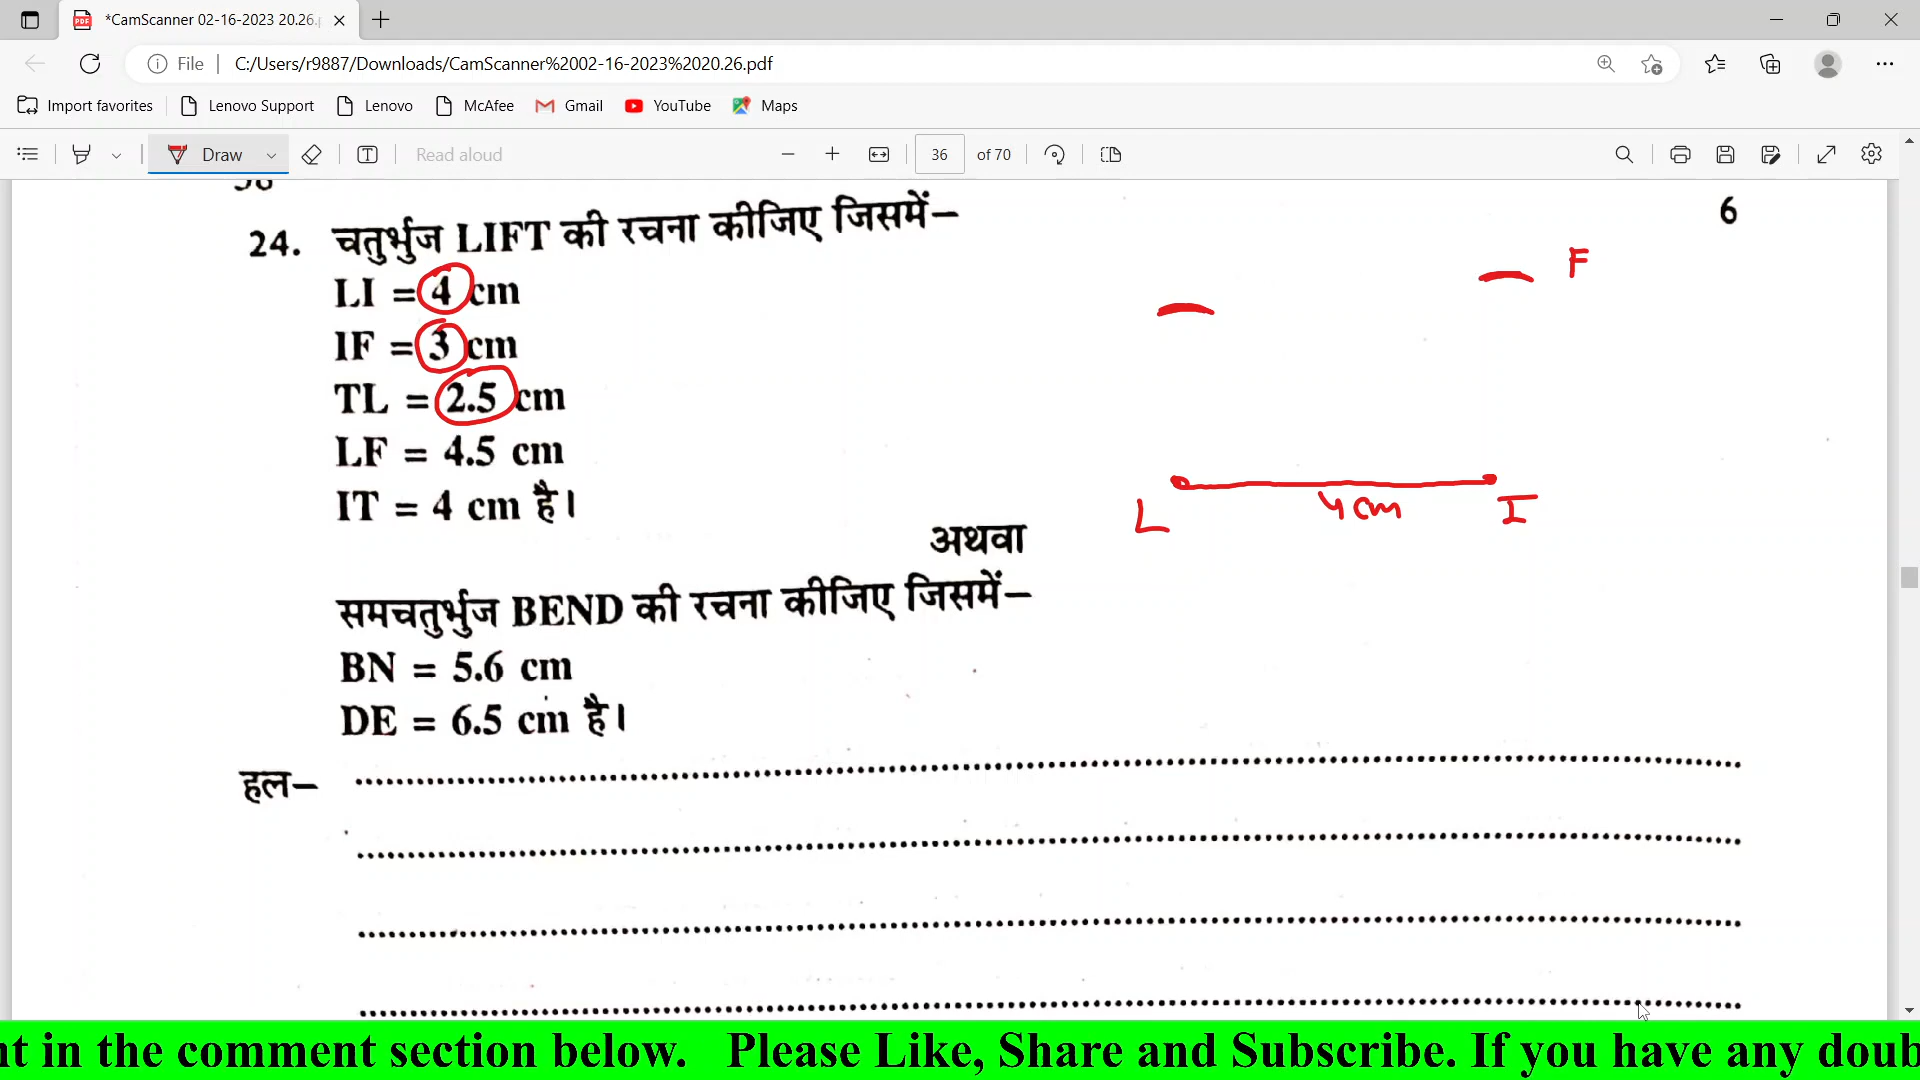 *CamScanner 02-16-2023 20.26.p
File C:/Users/r9887/Downloads/CamScanner%2002-16-2023%2020.26.pdf
Import favorites Lenovo Support Lenovo McAfee Gmail YouTube Maps
Draw Read aloud 36 of 70
6
24. चतुर्भुज LIFT की रचना कीजिए जिसमें–
LI = 4 cm
IF = 3 cm
TL = 2.5 cm
LF = 4.5 cm
IT = 4 cm है।
F
L 4cm I
अथवा
समचतुर्भुज BEND की रचना कीजिए जिसमें–
BN = 5.6 cm
DE = 6.5 cm है।
हल–
nt in the comment section below. Please Like, Share and Subscribe. If you have any doub